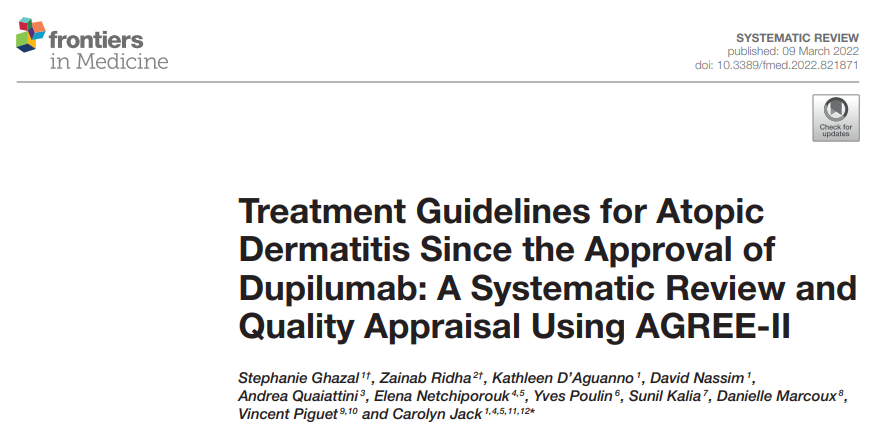 frontiers
in Medicine
SYSTEMATIC REVIEW
published: 09 March 2022
doi: 10.3389/fmed.2022.821871
Check for
updates
Treatment Guidelines for Atopic
Dermatitis Since the Approval of
Dupilumab: A Systematic Review and
Quality Appraisal Using AGREE-II
Stephanie Ghazal 1†, Zainab Ridha 2†, Kathleen D'Aguanno 1, David Nassim 1,
Andrea Quaiattini 3, Elena Netchiporouk 4,5, Yves Poulin 6, Sunil Kalia 7, Danielle Marcoux 8,
Vincent Piguet 9,10 and Carolyn Jack 1,4,5,11,12*